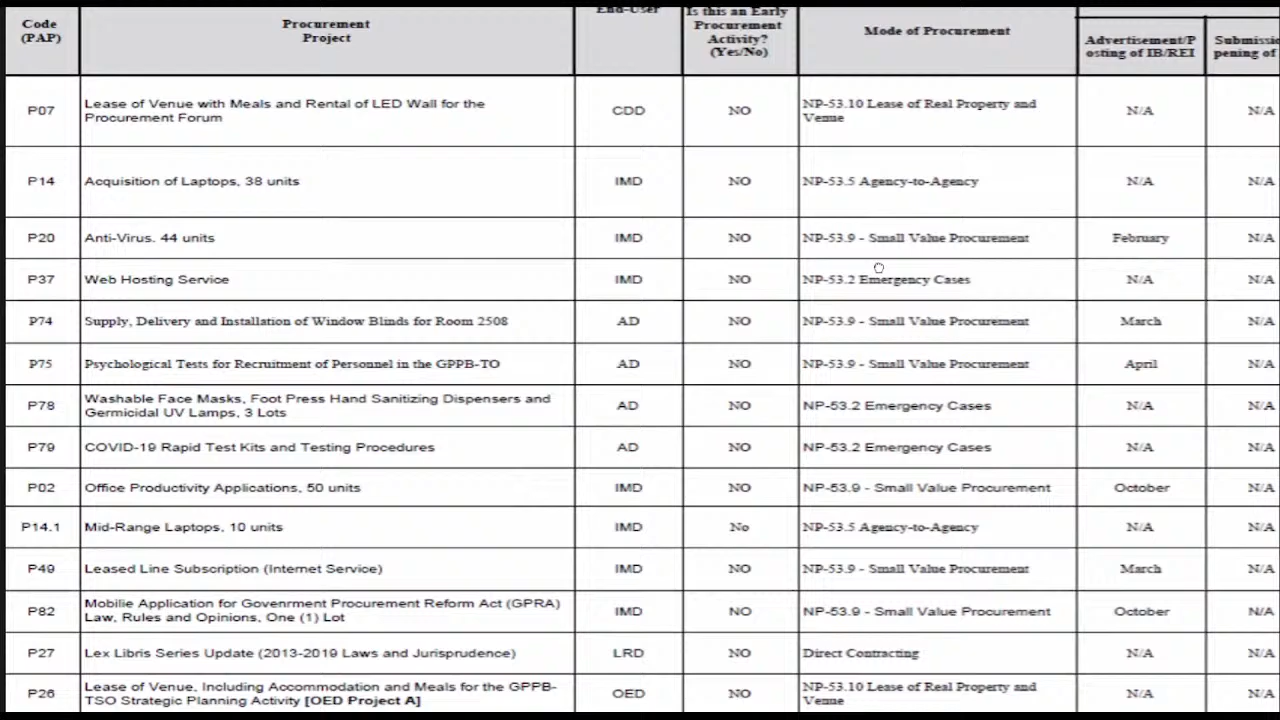 Code
(PAP)
Procurement
Project
End-User
Is this an Early
Procurement
Activity?
(Yes/No)
Mode of Procurement
Advertisement/P
osting of IB/REI
Submissio
pening of
P07
Lease of Venue with Meals and Rental of LED Wall for the
Procurement Forum
CDD
NO
NP-53.10 Lease of Real Property and
Venue
N/A
N/A
P14
Acquisition of Laptops, 38 units
IMD
NO
NP-53.5 Agency-to-Agency
N/A
N/A
P20
Anti-Virus. 44 units
IMD
NO
NP-53.9 - Small Value Procurement
February
N/A
P37
Web Hosting Service
IMD
NO
NP-53.2 Emergency Cases
N/A
N/A
P74
Supply, Delivery and Installation of Window Blinds for Room 2508
AD
NO
NP-53.9 - Small Value Procurement
March
N/A
P75
Psychological Tests for Recruitment of Personnel in the GPPB-TO
AD
NO
NP-53.9 - Small Value Procurement
April
N/A
P78
Washable Face Masks, Foot Press Hand Sanitizing Dispensers and
Germicidal UV Lamps, 3 Lots
AD
NO
NP-53.2 Emergency Cases
N/A
N/A
P79
COVID-19 Rapid Test Kits and Testing Procedures
AD
NO
NP-53.2 Emergency Cases
N/A
N/A
P02
Office Productivity Applications, 50 units
IMD
NO
NP-53.9 - Small Value Procurement
October
N/A
P14.1
Mid-Range Laptops, 10 units
IMD
No
NP-53.5 Agency-to-Agency
N/A
N/A
P49
Leased Line Subscription (Internet Service)
IMD
NO
NP-53.9 - Small Value Procurement
March
N/A
P82
Mobilie Application for Govenrment Procurement Reform Act (GPRA)
Law, Rules and Opinions, One (1) Lot
IMD
NO
NP-53.9 - Small Value Procurement
October
N/A
P27
Lex Libris Series Update (2013-2019 Laws and Jurisprudence)
LRD
NO
Direct Contracting
N/A
N/A
P26
Lease of Venue, Including Accommodation and Meals for the GPPB-
TSO Strategic Planning Activity [OED Project A]
OED
NO
NP-53.10 Lease of Real Property and
Venue
N/A
N/A